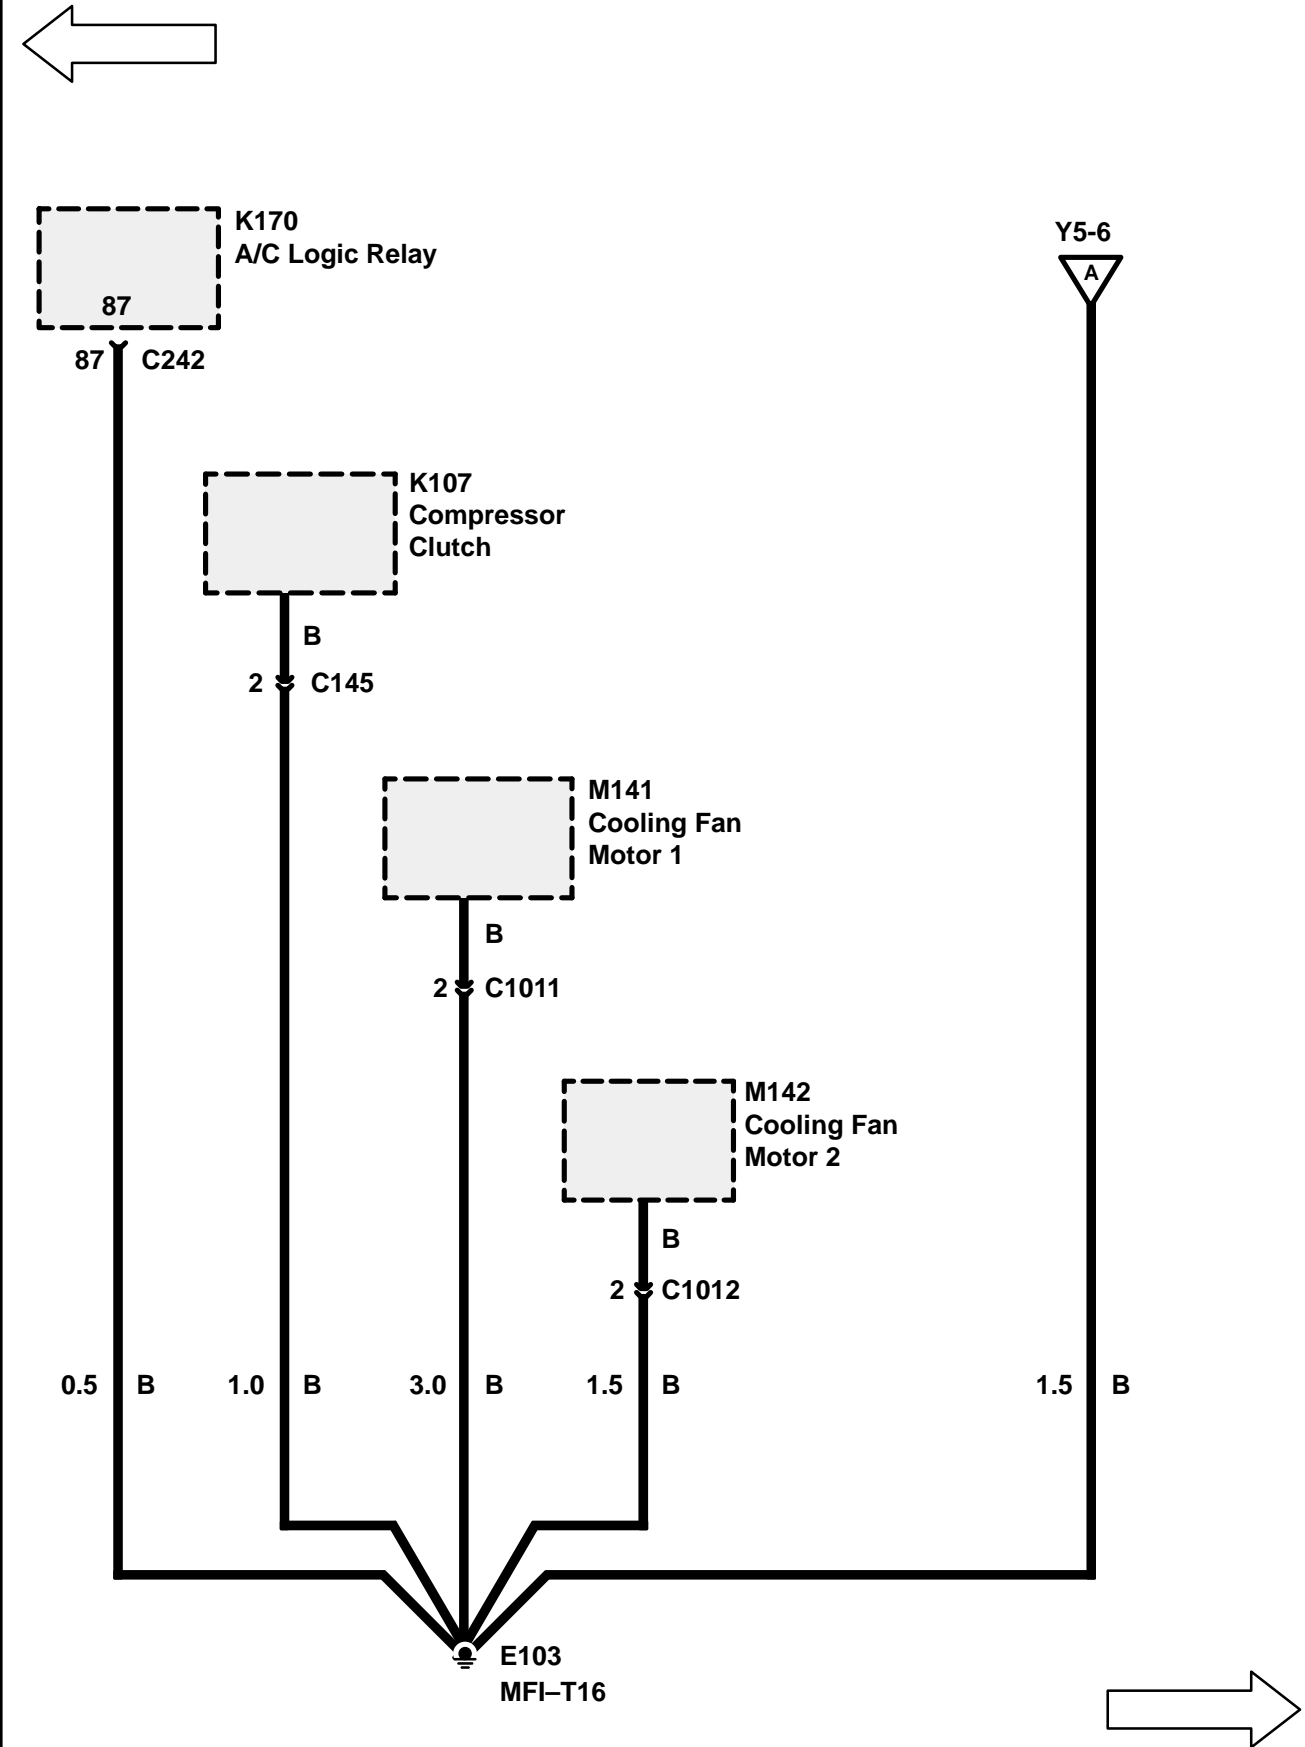 K170
A/C Logic Relay
87
87 C242
Y5-6
A
K107
Compressor
Clutch
B
2 C145
M141
Cooling Fan
Motor 1
B
2 C1011
M142
Cooling Fan
Motor 2
B
2 C1012
0.5 B 1.0 B 3.0 B 1.5 B 1.5 B
E103
MFI–T16